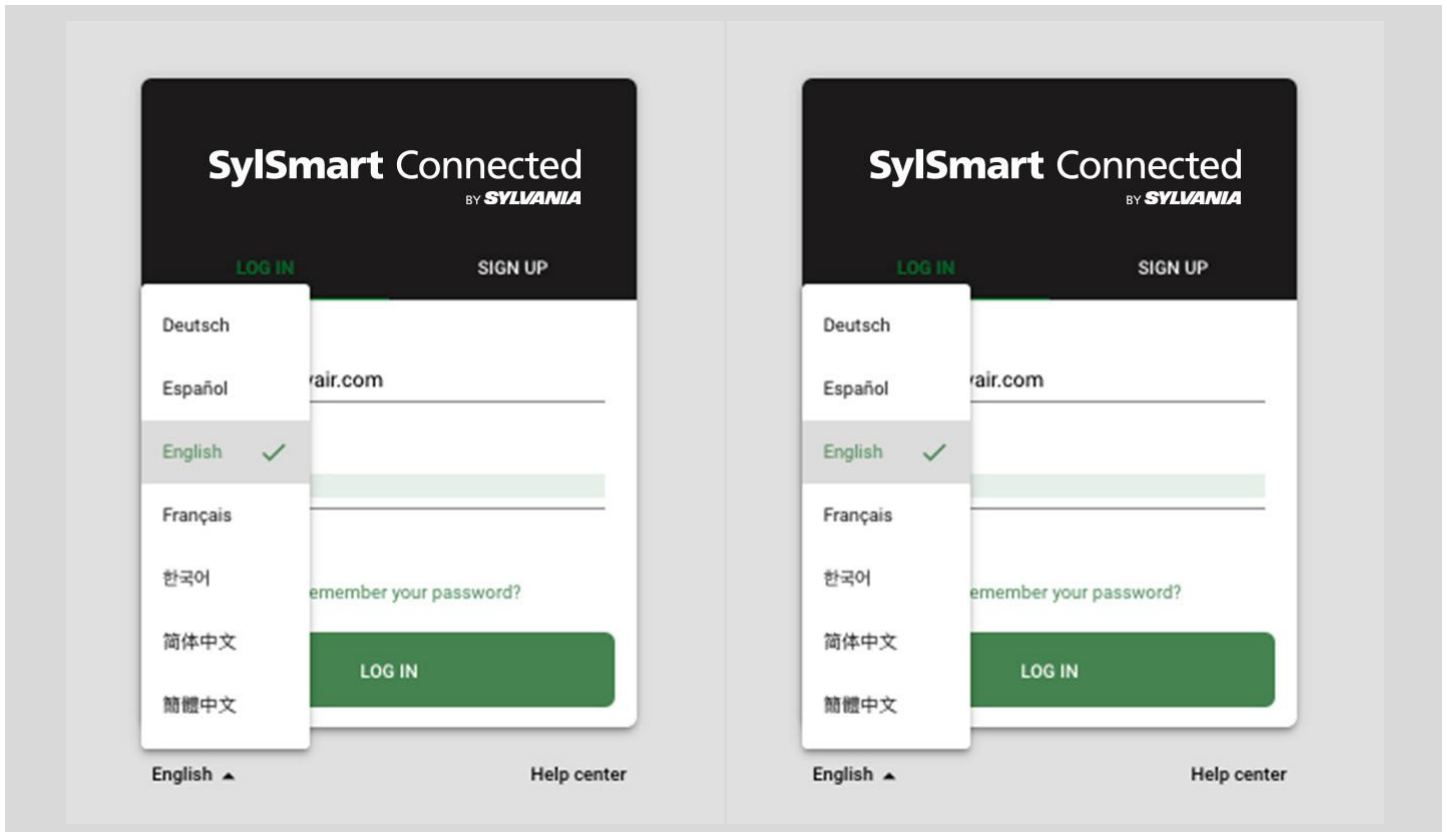 SylSmart Connected
BY SYLVANIA
LOG IN
SIGN UP
Deutsch
Español
English
Français
한국어
简体中文
簡體中文
air.com
emember your password?
LOG IN
English
Help center
SylSmart Connected
BY SYLVANIA
LOG IN
SIGN UP
Deutsch
Español
English
Français
한국어
简体中文
簡體中文
air.com
emember your password?
LOG IN
English
Help center